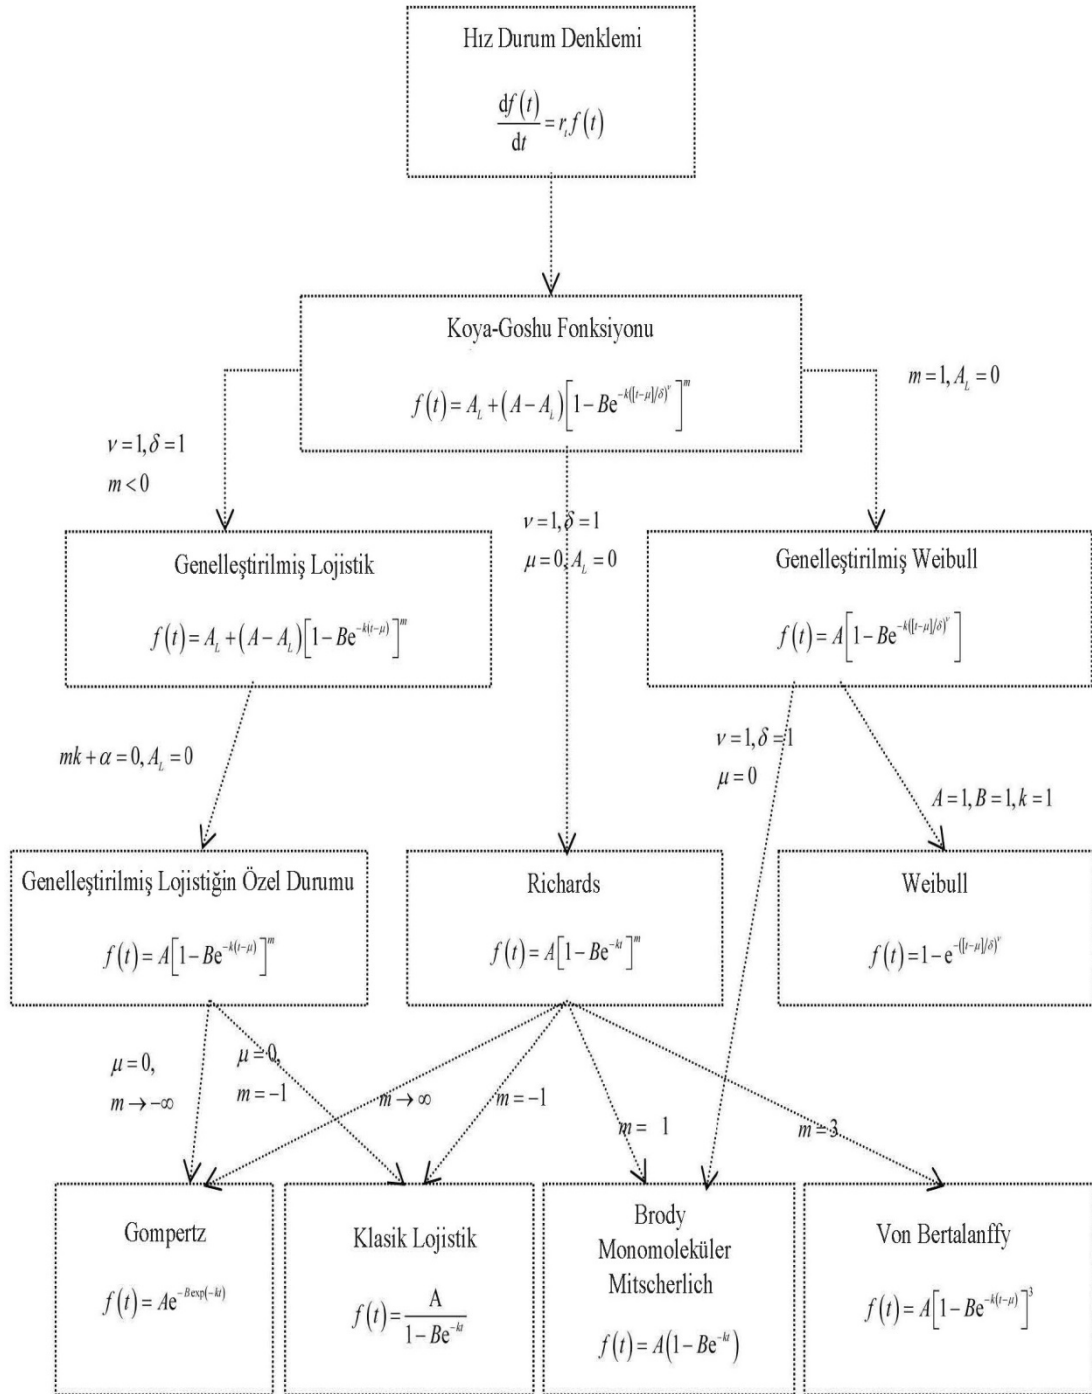 Hız Durum Denklemi
df(t)/dt = r_t f(t)
Koya-Goshu Fonksiyonu
f(t) = A_L + (A − A_L)[1 − Be^{−k([t−μ]/δ)^ν}]^m
m = 1, A_L = 0
ν = 1, δ = 1
m < 0
ν = 1, δ = 1
μ = 0, A_L = 0
Genelleştirilmiş Lojistik
f(t) = A_L + (A − A_L)[1 − Be^{−k(t−μ)}]^m
Genelleştirilmiş Weibull
f(t) = A[1 − Be^{−k([t−μ]/δ)^ν}]
mk + α = 0, A_L = 0
ν = 1, δ = 1
μ = 0
A = 1, B = 1, k = 1
Genelleştirilmiş Lojistiğin Özel Durumu
f(t) = A[1 − Be^{−k(t−μ)}]^m
Richards
f(t) = A[1 − Be^{−kt}]^m
Weibull
f(t) = 1 − e^{−([t−μ]/δ)^ν}
μ = 0,
m → −∞
μ = 0,
m = −1
m → ∞
m = −1
m = 1
m = 3
Gompertz
f(t) = Ae^{−B exp(−kt)}
Klasik Lojistik
f(t) = A/(1 − Be^{−kt})
Brody
Monomoleküler
Mitscherlich
f(t) = A(1 − Be^{−kt})
Von Bertalanffy
f(t) = A[1 − Be^{−k(t−μ)}]^3